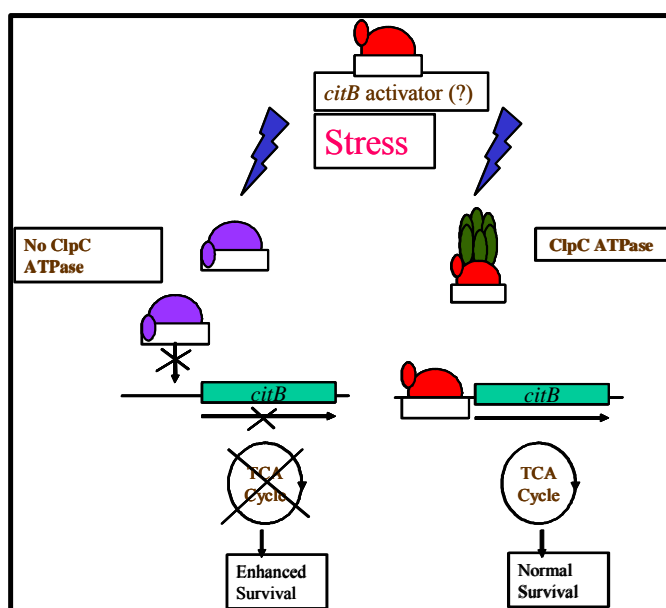 citB activator (?)
Stress
No ClpC
ATPase
ClpC ATPase
citB
citB
TCA
Cycle
TCA
Cycle
Enhanced
Survival
Normal
Survival